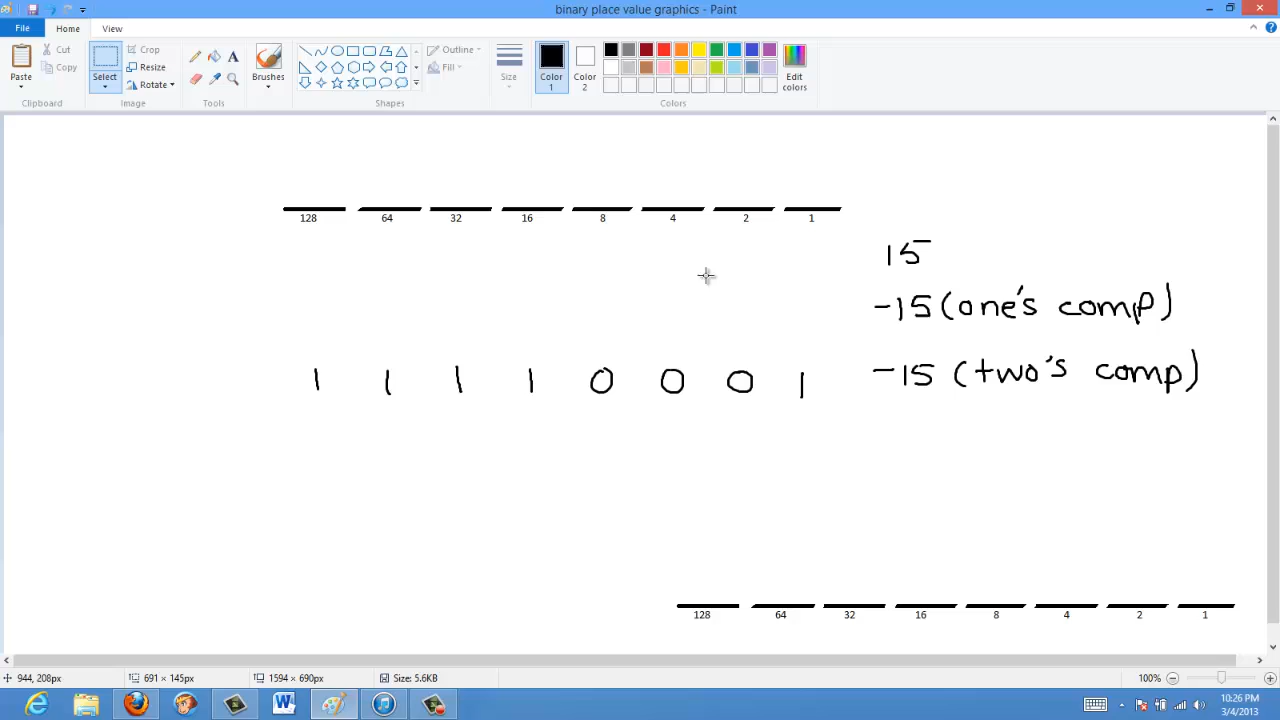 binary place value graphics - Paint
File Home View
Paste Cut Copy Clipboard
Select Crop Resize Rotate Image
Tools
Brushes
Outline Fill Shapes
Size
Color 1 Color 2 Edit colors Colors
128 64 32 16 8 4 2 1
15
-15 (one's comp)
1 1 1 1 0 0 0 1 -15 (two's comp)
128 64 32 16 8 4 2 1
944, 208px 691 × 145px 1594 × 690px Size: 5.6KB 100%
10:26 PM
3/4/2013